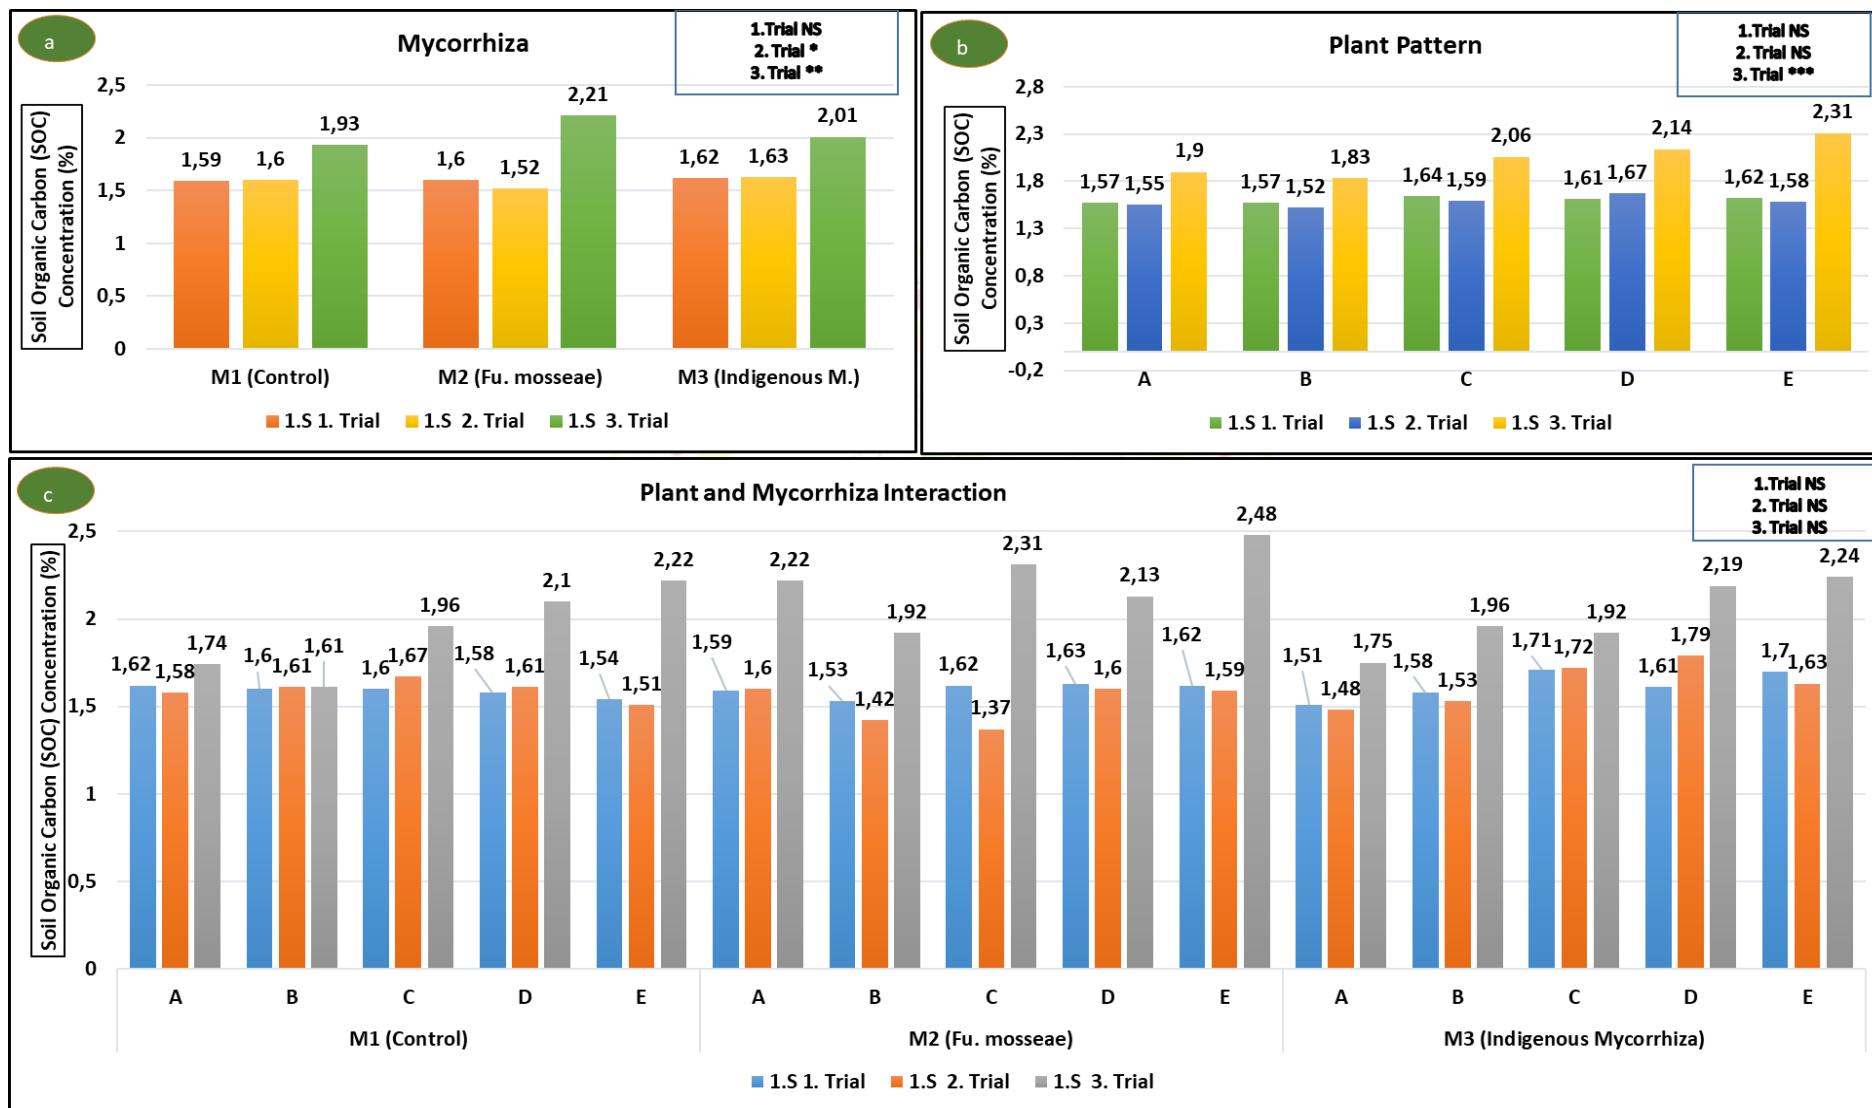 a
Mycorrhiza
1.Trial NS
2. Trial *
3. Trial **
Soil Organic Carbon (SOC)
Concentration (%)
2,5
2
1,5
1
0,5
0
1,59
1,6
1,93
1,6
1,52
2,21
1,62
1,63
2,01
M1 (Control)
M2 (Fu. mosseae)
M3 (Indigenous M.)
1.S 1. Trial
1.S 2. Trial
1.S 3. Trial
b
Plant Pattern
1.Trial NS
2. Trial NS
3. Trial ***
Soil Organic Carbon (SOC)
Concentration (%)
2,8
2,3
1,8
1,3
0,8
0,3
-0,2
1,57
1,55
1,9
1,57
1,52
1,83
1,64
1,59
2,06
1,61
1,67
2,14
1,62
1,58
2,31
A
B
C
D
E
1.S 1. Trial
1.S 2. Trial
1.S 3. Trial
c
Plant and Mycorrhiza Interaction
1.Trial NS
2. Trial NS
3. Trial NS
Soil Organic Carbon (SOC) Concentration (%)
2,5
2
1,5
1
0,5
0
1,62
1,58
1,74
1,6
1,61
1,61
1,6
1,67
1,96
1,58
1,61
2,1
1,54
1,51
2,22
1,59
1,6
2,22
1,53
1,42
1,92
1,62
1,37
2,31
1,63
1,6
2,13
1,62
1,59
2,48
1,51
1,48
1,75
1,58
1,53
1,96
1,71
1,72
1,92
1,61
1,79
2,19
1,7
1,63
2,24
A
B
C
D
E
A
B
C
D
E
A
B
C
D
E
M1 (Control)
M2 (Fu. mosseae)
M3 (Indigenous Mycorrhiza)
1.S 1. Trial
1.S 2. Trial
1.S 3. Trial